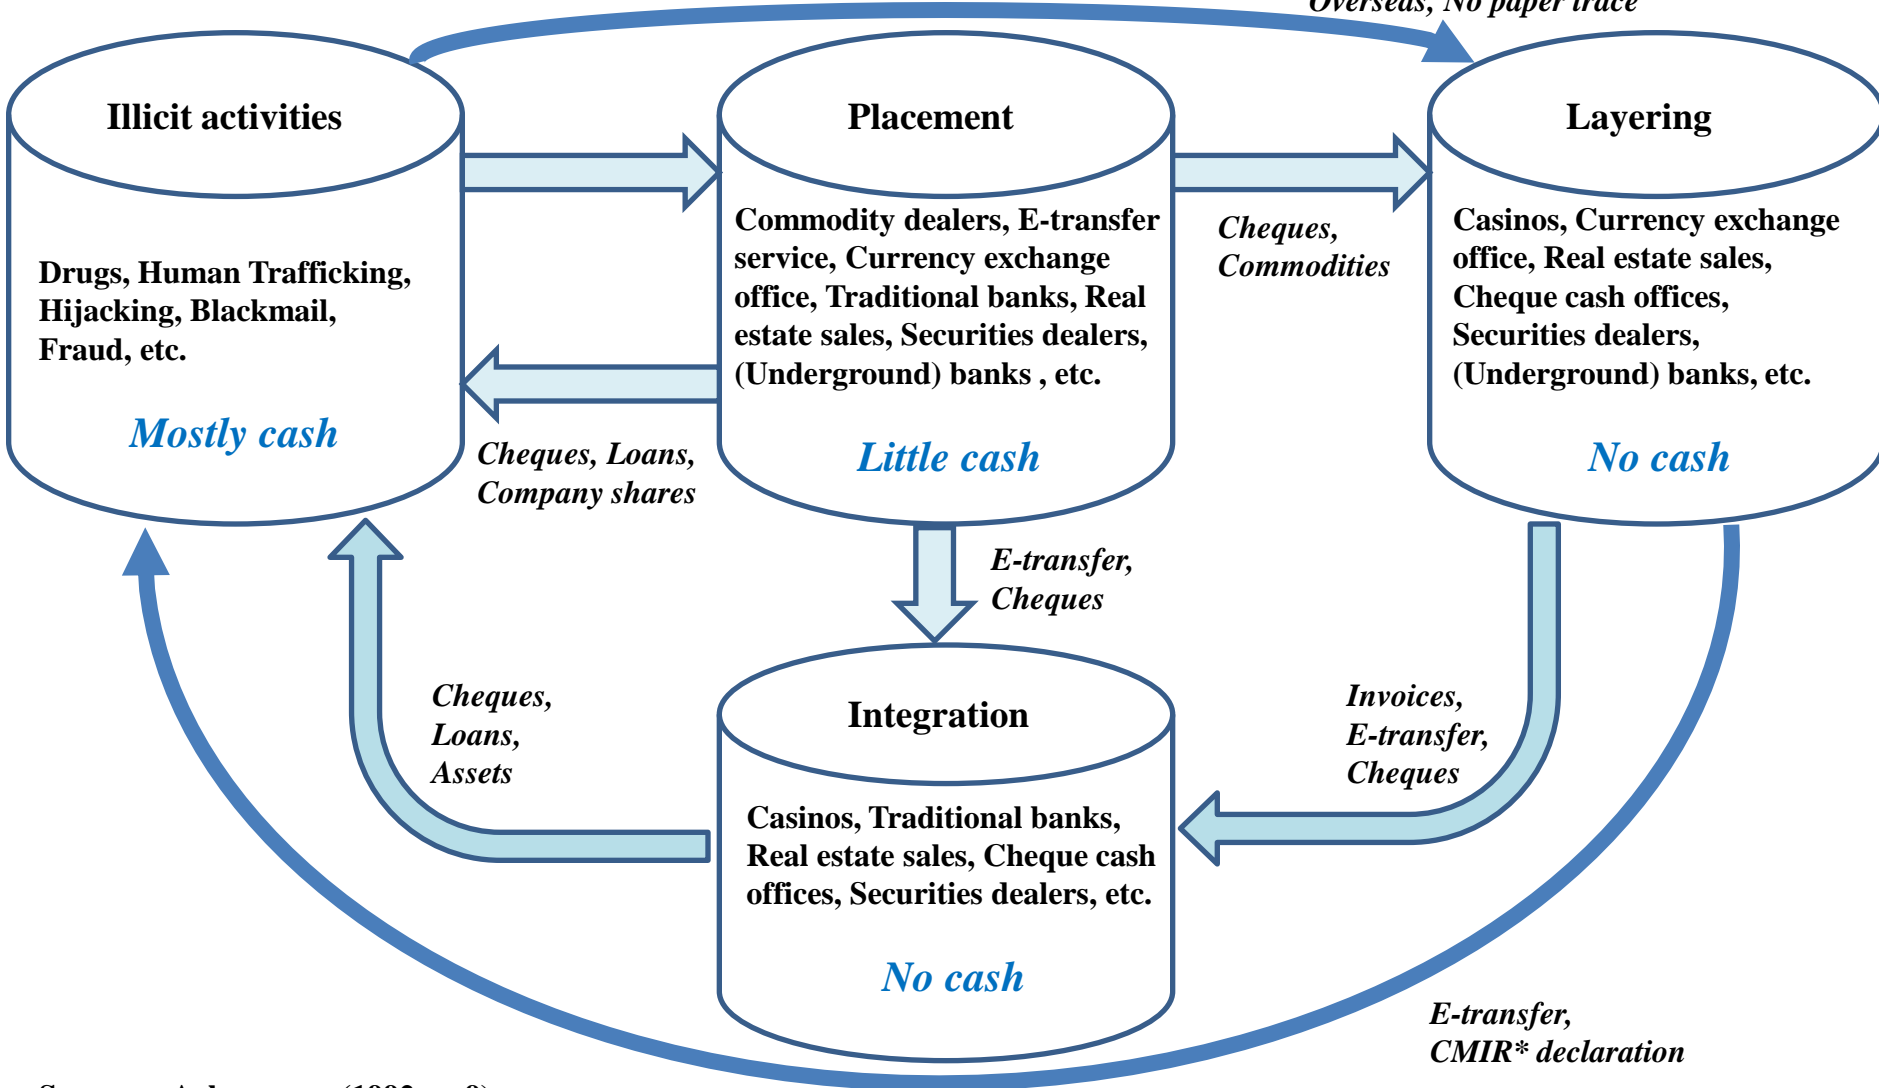 Overseas, No paper trace
Illicit activities
Drugs, Human Trafficking,
Hijacking, Blackmail,
Fraud, etc.
Mostly cash
Placement
Commodity dealers, E-transfer
service, Currency exchange
office, Traditional banks, Real
estate sales, Securities dealers,
(Underground) banks , etc.
Little cash
Layering
Casinos, Currency exchange
office, Real estate sales,
Cheque cash offices,
Securities dealers,
(Underground) banks, etc.
No cash
Cheques,
Commodities
Cheques, Loans,
Company shares
E-transfer,
Cheques
Cheques,
Loans,
Assets
Invoices,
E-transfer,
Cheques
Integration
Casinos, Traditional banks,
Real estate sales, Cheque cash
offices, Securities dealers, etc.
No cash
E-transfer,
CMIR* declaration